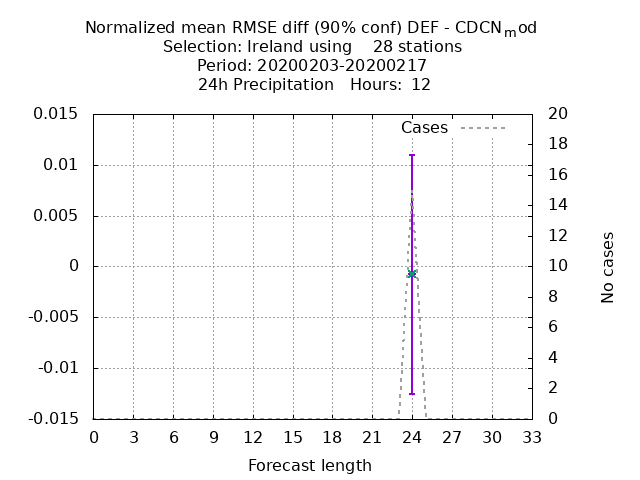 Normalized mean RMSE diff (90% conf) DEF - CDCNmod
Selection: Ireland using    28 stations
Period: 20200203-20200217
24h Precipitation   Hours:  12
Cases
0.015
0.01
0.005
0
-0.005
-0.01
-0.015
20
18
16
14
12
10
8
6
4
2
0
No cases
0 3 6 9 12 15 18 21 24 27 30 33
Forecast length